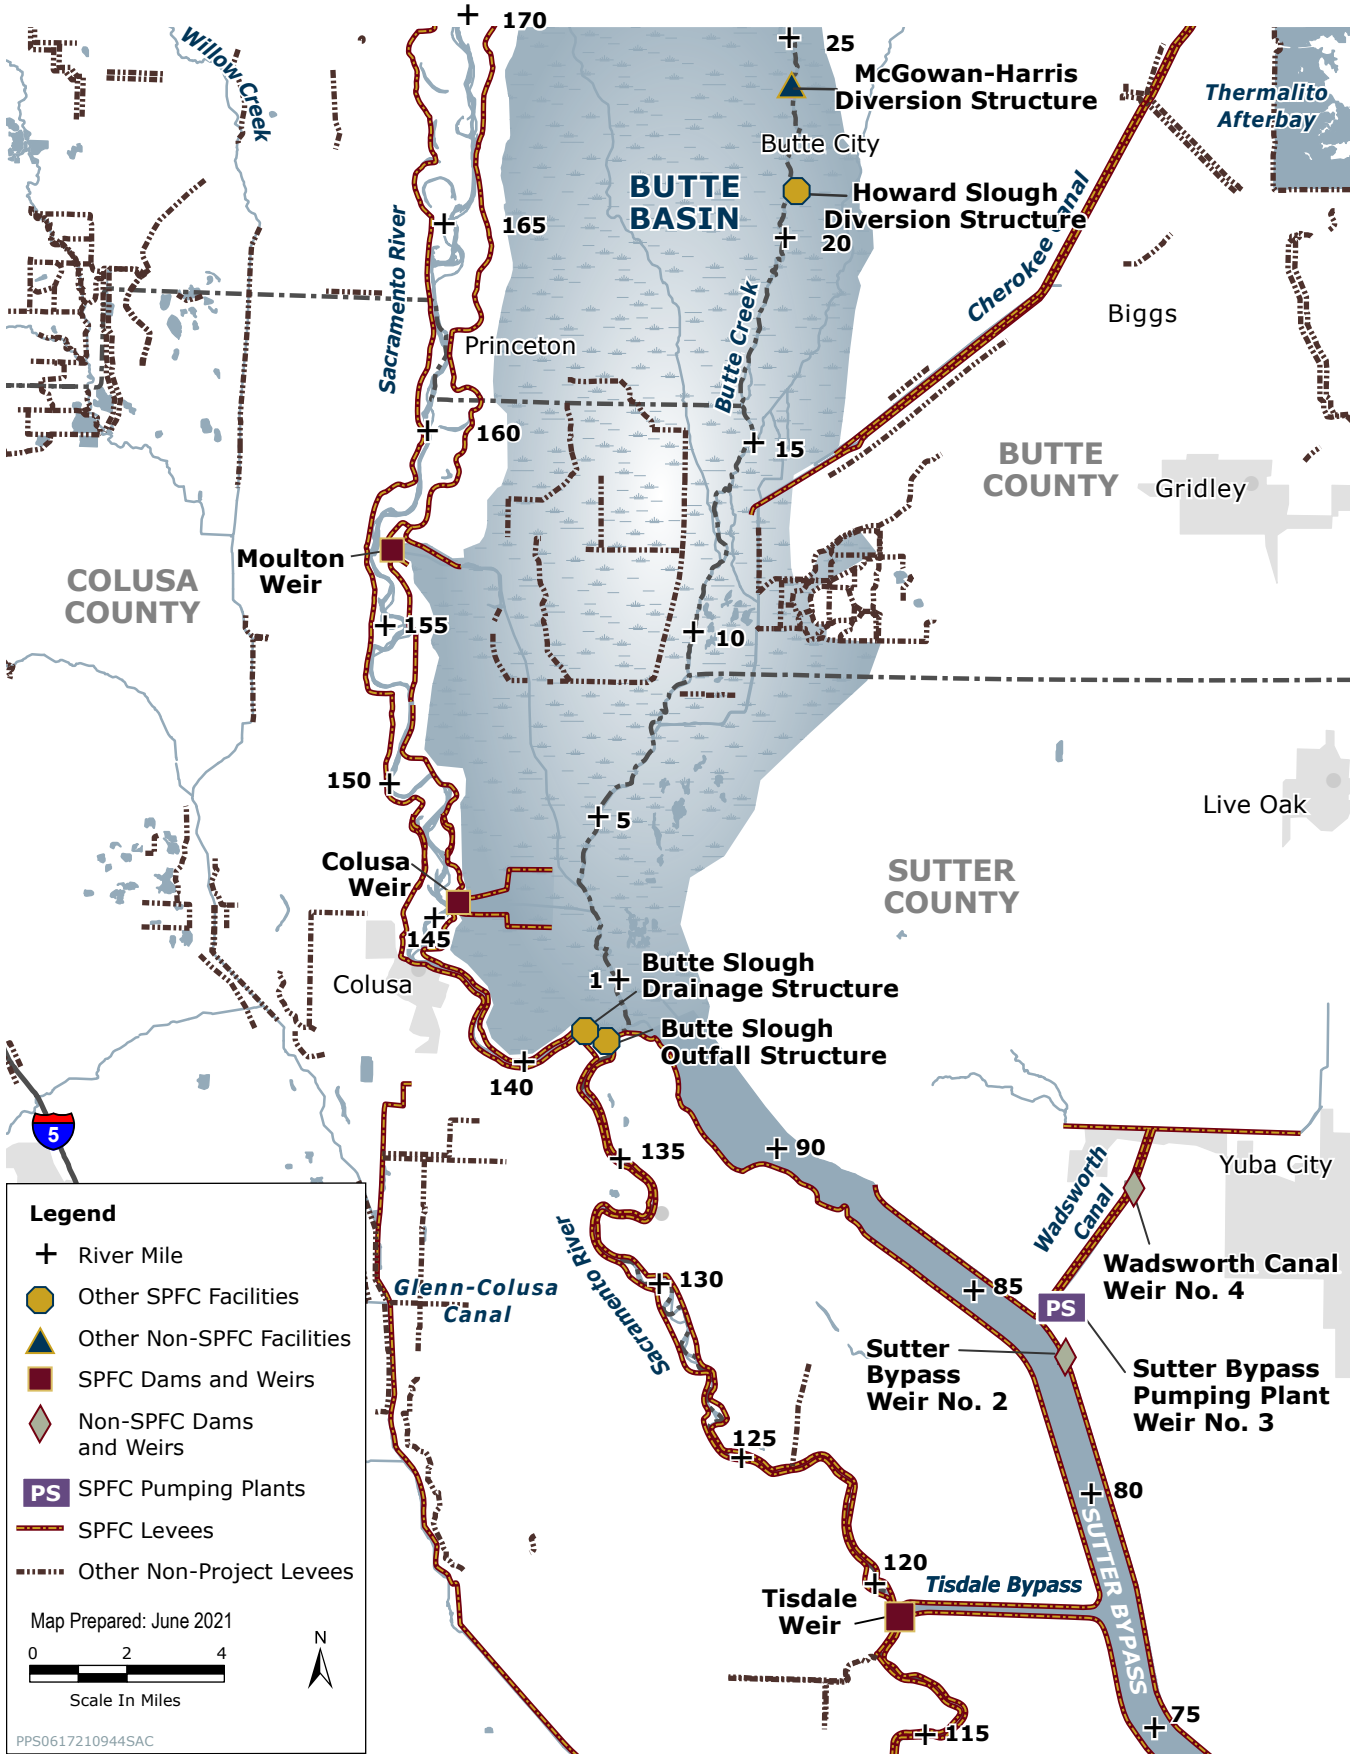 170
25
Willow Creek
McGowan-Harris
Diversion Structure
Thermalito
Afterbay
Butte City
BUTTE
BASIN
Howard Slough
Diversion Structure
165
20
Sacramento River
Cherokee Canal
Biggs
Princeton
Butte Creek
160
15
BUTTE
COUNTY
Gridley
Moulton
Weir
COLUSA
COUNTY
155
10
150
5
Live Oak
Colusa
Weir
SUTTER
COUNTY
145
Colusa
1
Butte Slough
Drainage Structure
Butte Slough
Outfall Structure
140
5
135
90
Yuba City
Wadsworth
Canal
Sacramento River
Wadsworth Canal
Weir No. 4
130
85
Glenn-Colusa
Canal
PS
Sutter
Bypass
Weir No. 2
Sutter Bypass
Pumping Plant
Weir No. 3
125
80
SUTTER BYPASS
120
Tisdale Bypass
Tisdale
Weir
115
75
Legend
River Mile
Other SPFC Facilities
Other Non-SPFC Facilities
SPFC Dams and Weirs
Non-SPFC Dams
and Weirs
PS SPFC Pumping Plants
SPFC Levees
Other Non-Project Levees
Map Prepared: June 2021
0 2 4
Scale In Miles
N
PPS0617210944SAC